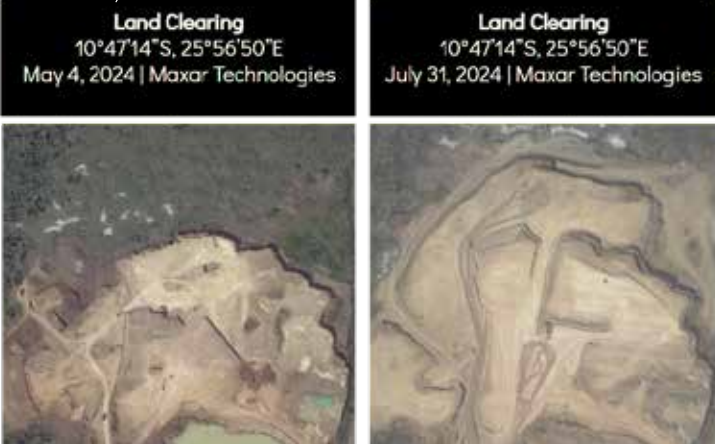 Land Clearing
10°47'14"S, 25°56'50"E
May 4, 2024 | Maxar Technologies
Land Clearing
10°47'14"S, 25°56'50"E
July 31, 2024 | Maxar Technologies